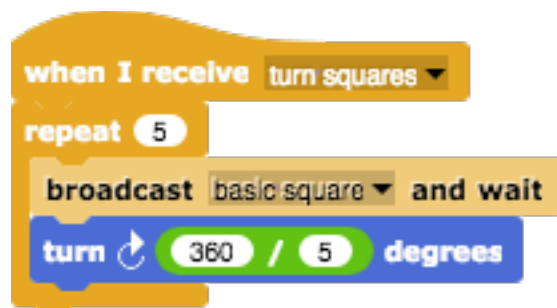 when I receive turn squares
repeat 5
broadcast basic square and wait
turn 360 / 5 degrees